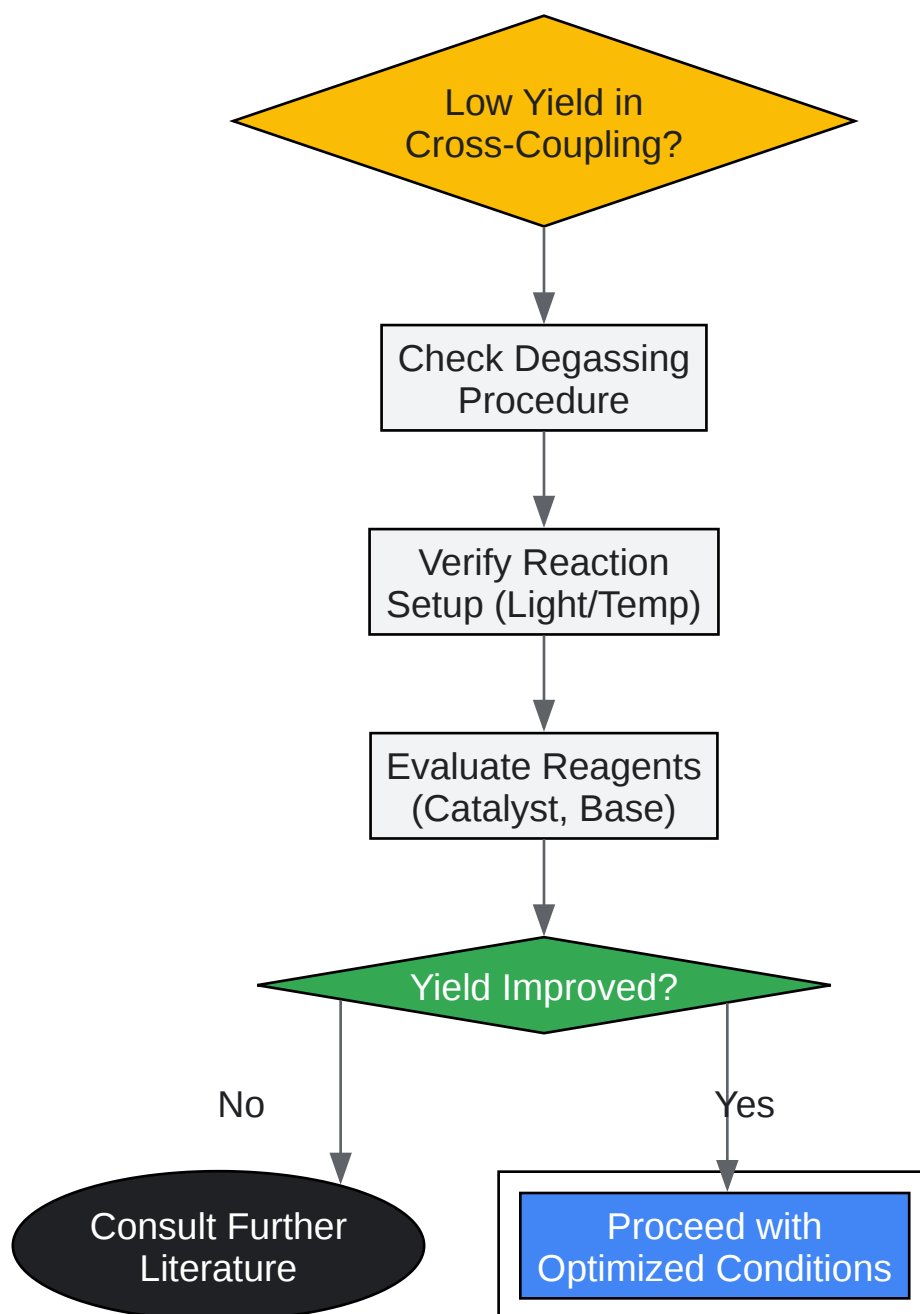 Low Yield in
Cross-Coupling?
Check Degassing
Procedure
Verify Reaction
Setup (Light/Temp)
Evaluate Reagents
(Catalyst, Base)
Yield Improved?
No
Yes
Consult Further
Literature
Proceed with
Optimized Conditions